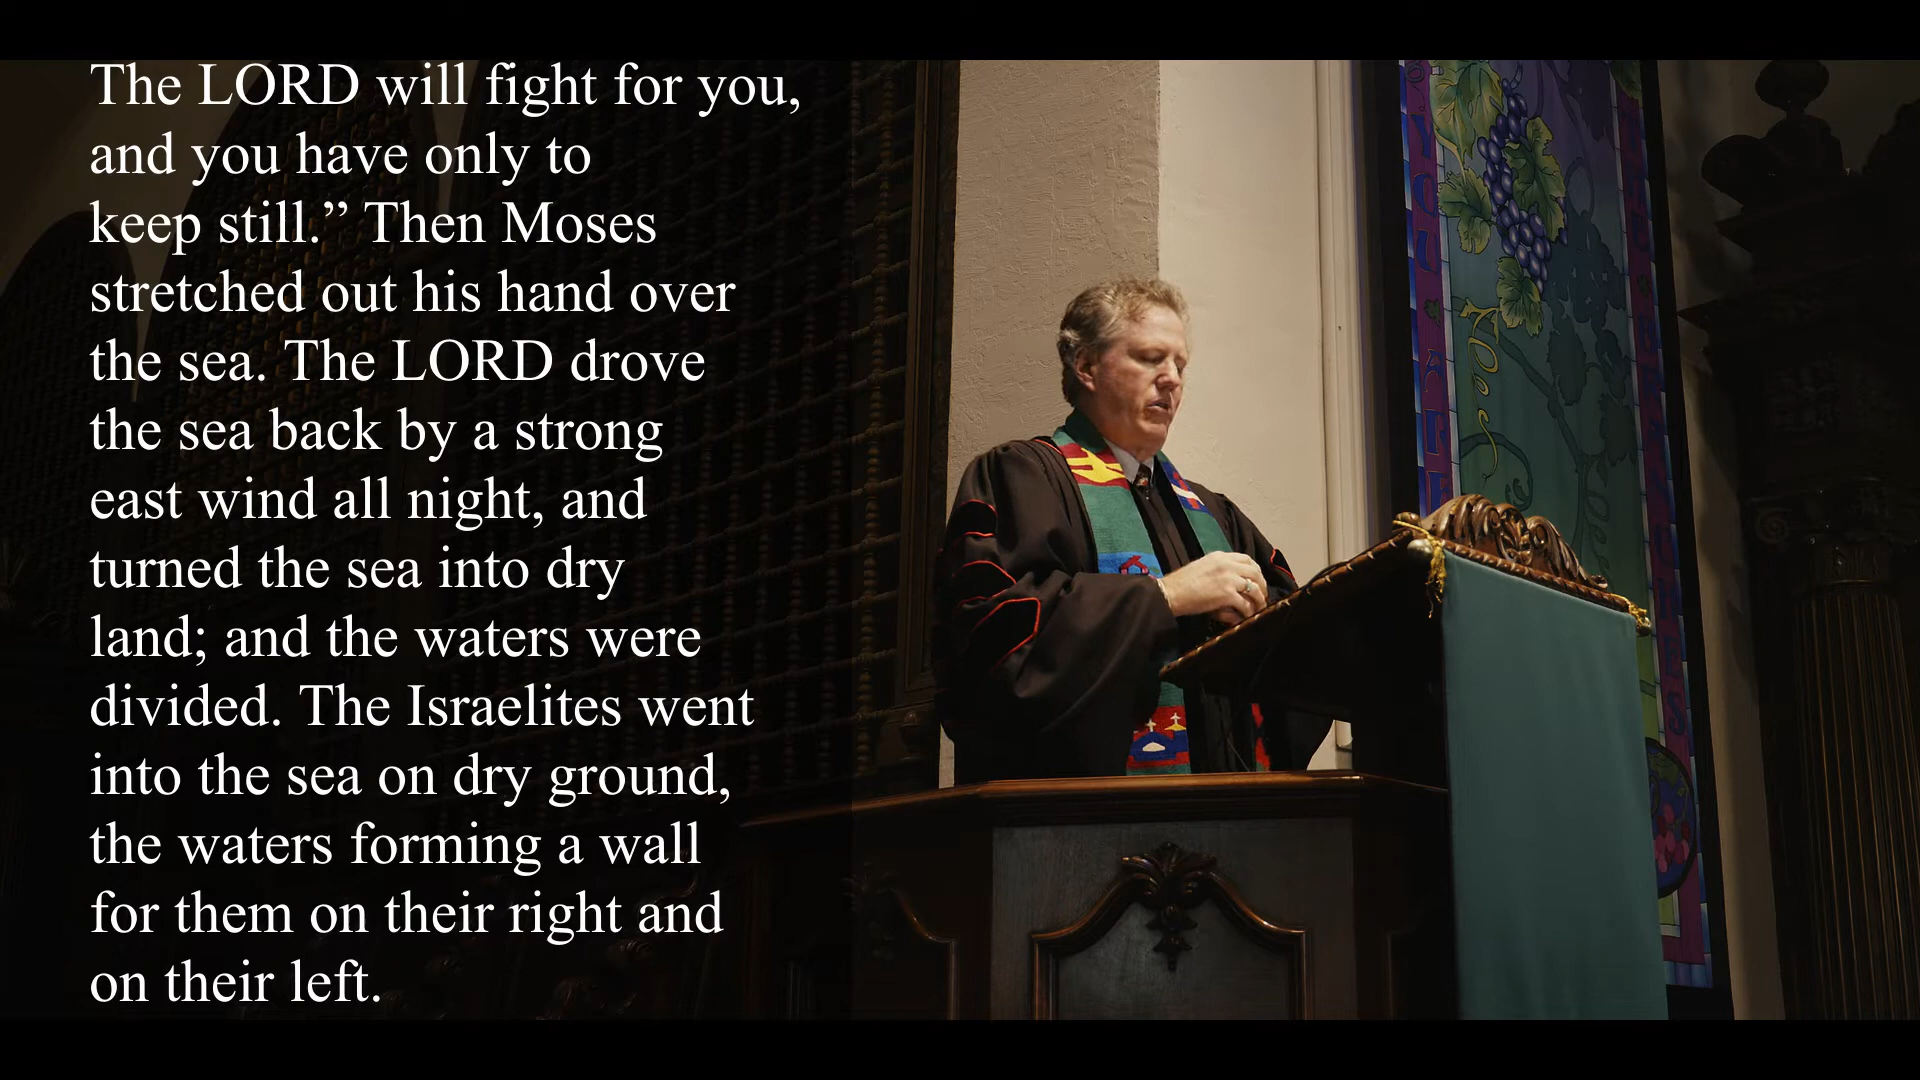 The LORD will fight for you,
and you have only to
keep still.” Then Moses
stretched out his hand over
the sea. The LORD drove
the sea back by a strong
east wind all night, and
turned the sea into dry
land; and the waters were
divided. The Israelites went
into the sea on dry ground,
the waters forming a wall
for them on their right and
on their left.
YOU ARE